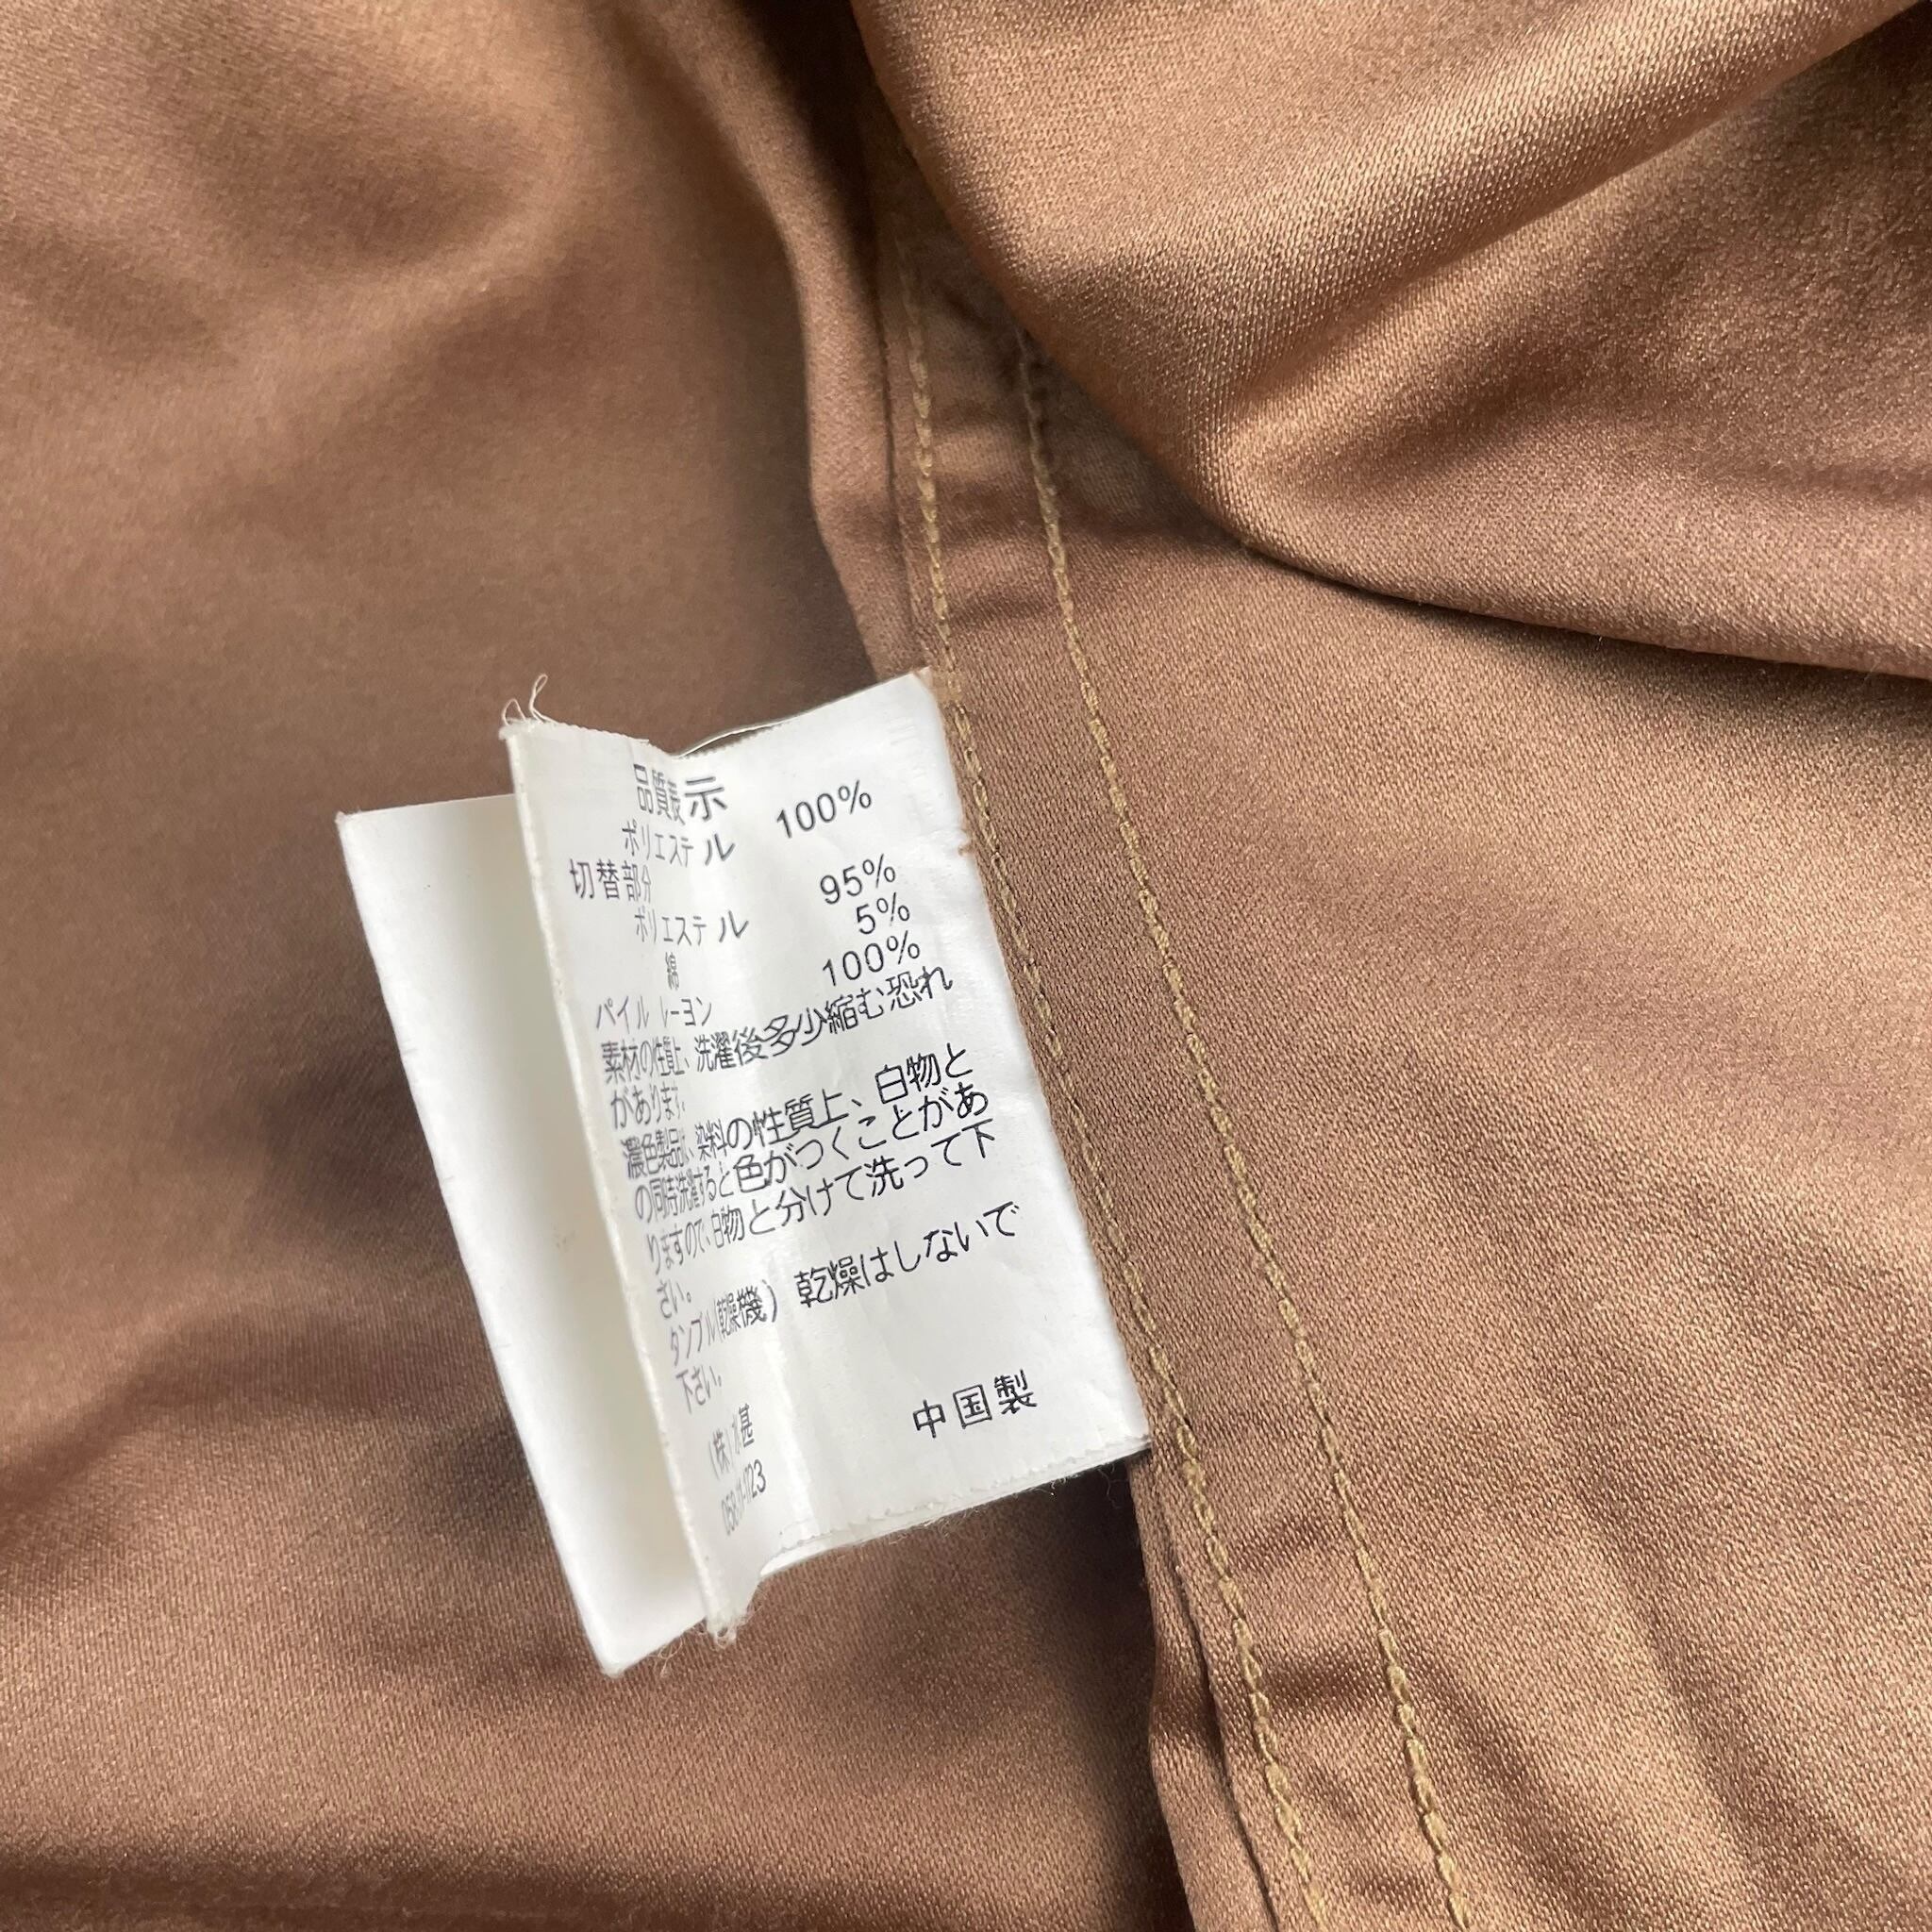 品質表示
ポリエステル 100%
切替部分
ポリエステル 95%
綿 5%
パイル レーヨン 100%
素材の性質上、洗濯後多少縮む恐れ
があります。
濃色製品は、染料の性質上、白物と
の同時洗濯すると色がつくことがあ
りますので、白物と分けて洗って下
さい。
タンブル(乾燥機) 乾燥はしないで
下さい。
中国製
(株)水甚